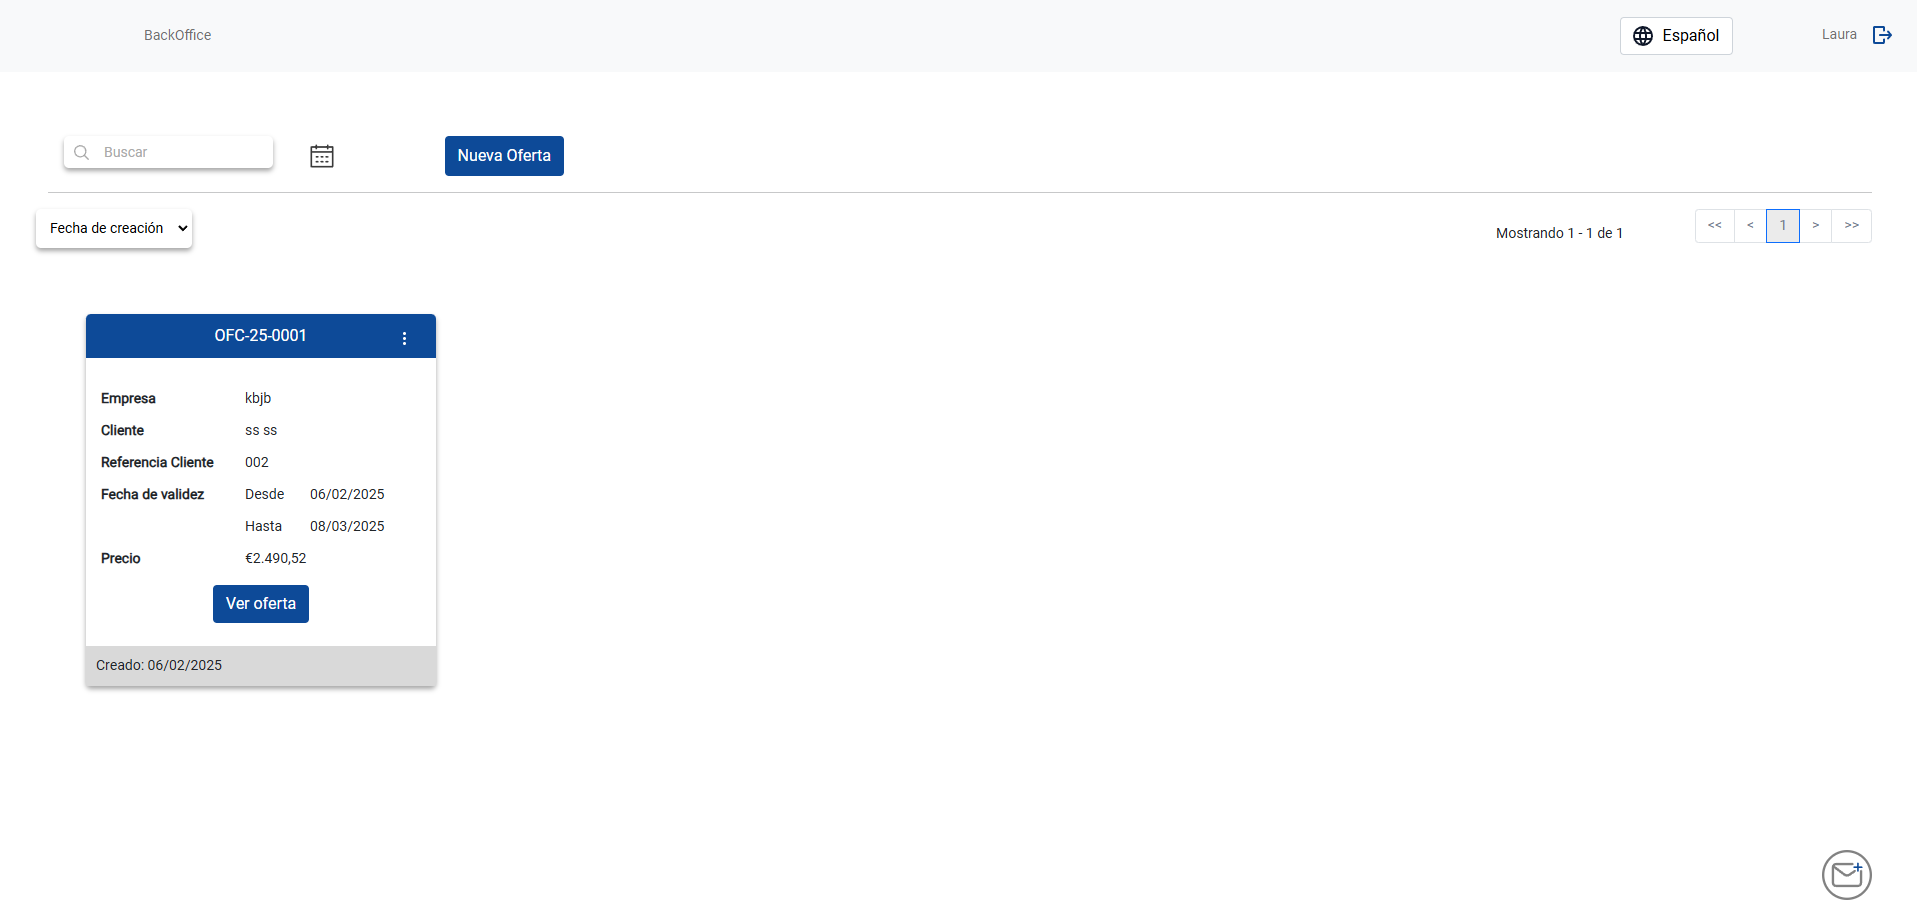 BackOffice
Español
Laura
Buscar
Nueva Oferta
Fecha de creación
Mostrando 1 - 1 de 1
<< < 1 > >>
OFC-25-0001
Empresa kbjb
Cliente ss ss
Referencia Cliente 002
Fecha de validez Desde 06/02/2025
Hasta 08/03/2025
Precio €2.490,52
Ver oferta
Creado: 06/02/2025